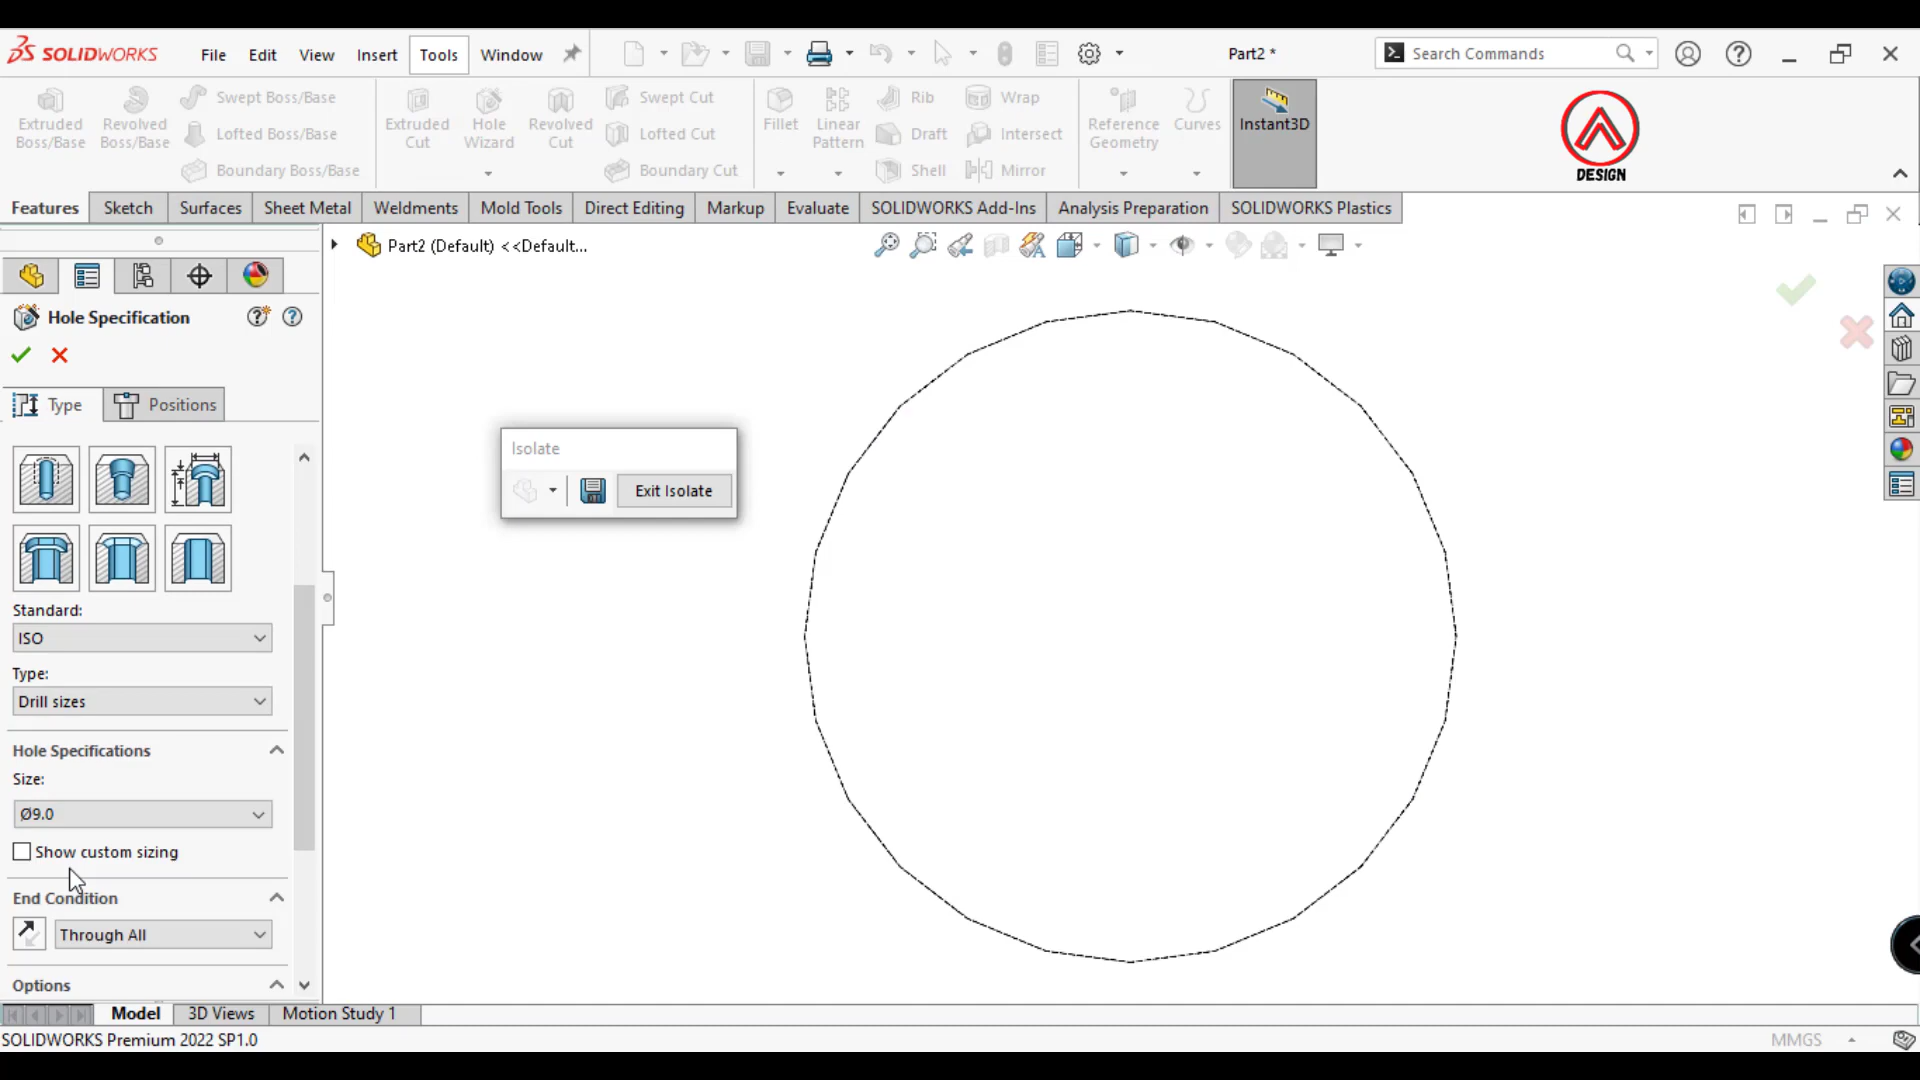 SOLIDWORKS File Edit View Insert Tools Window Part2 * Search Commands
Extruded Boss/Base
Revolved Boss/Base
Swept Boss/Base
Lofted Boss/Base
Boundary Boss/Base
Extruded Cut
Hole Wizard
Revolved Cut
Swept Cut
Lofted Cut
Boundary Cut
Fillet
Linear Pattern
Rib
Draft
Shell
Wrap
Intersect
Mirror
Reference Geometry
Curves
Instant3D
DESIGN
Features Sketch Surfaces Sheet Metal Weldments Mold Tools Direct Editing Markup Evaluate SOLIDWORKS Add-Ins Analysis Preparation SOLIDWORKS Plastics
Part2 (Default) <<Default...
Hole Specification
Type Positions
Standard:
ISO
Type:
Drill sizes
Hole Specifications
Size:
Ø9.0
Show custom sizing
End Condition
Through All
Options
Isolate
Exit Isolate
Model 3D Views Motion Study 1
SOLIDWORKS Premium 2022 SP1.0
MMGS